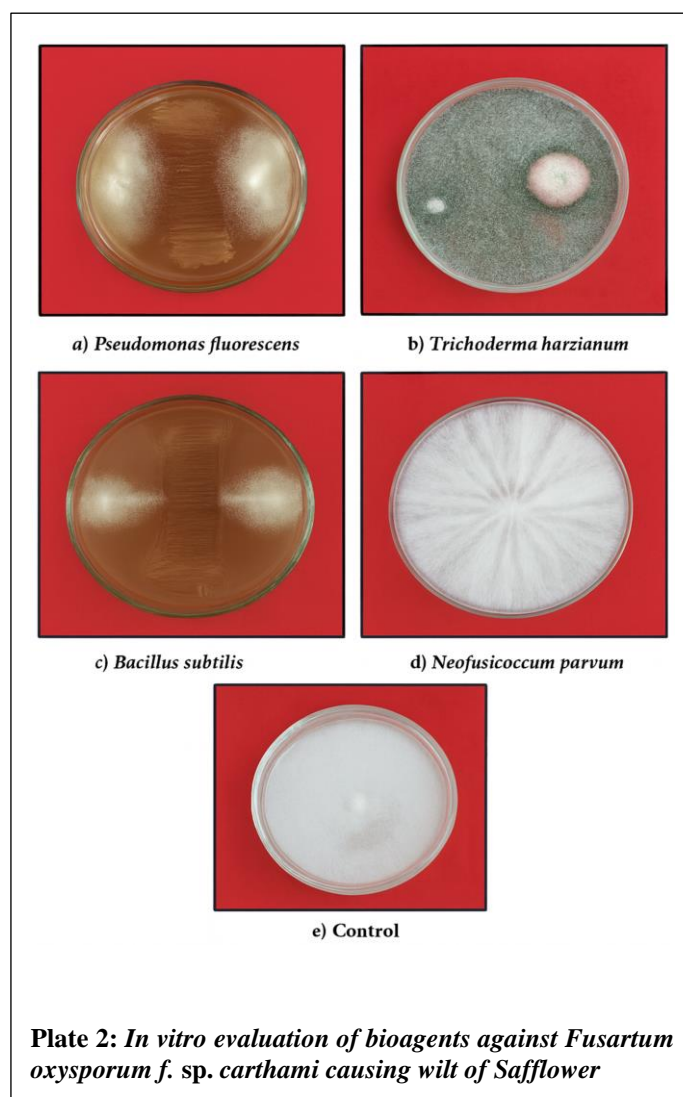 a) Pseudomonas fluorescens
b) Trichoderma harzianum
c) Bacillus subtilis
d) Neofusicoccum parvum
e) Control
Plate 2: In vitro evaluation of bioagents against Fusartum
oxysporum f. sp. carthami causing wilt of Safflower